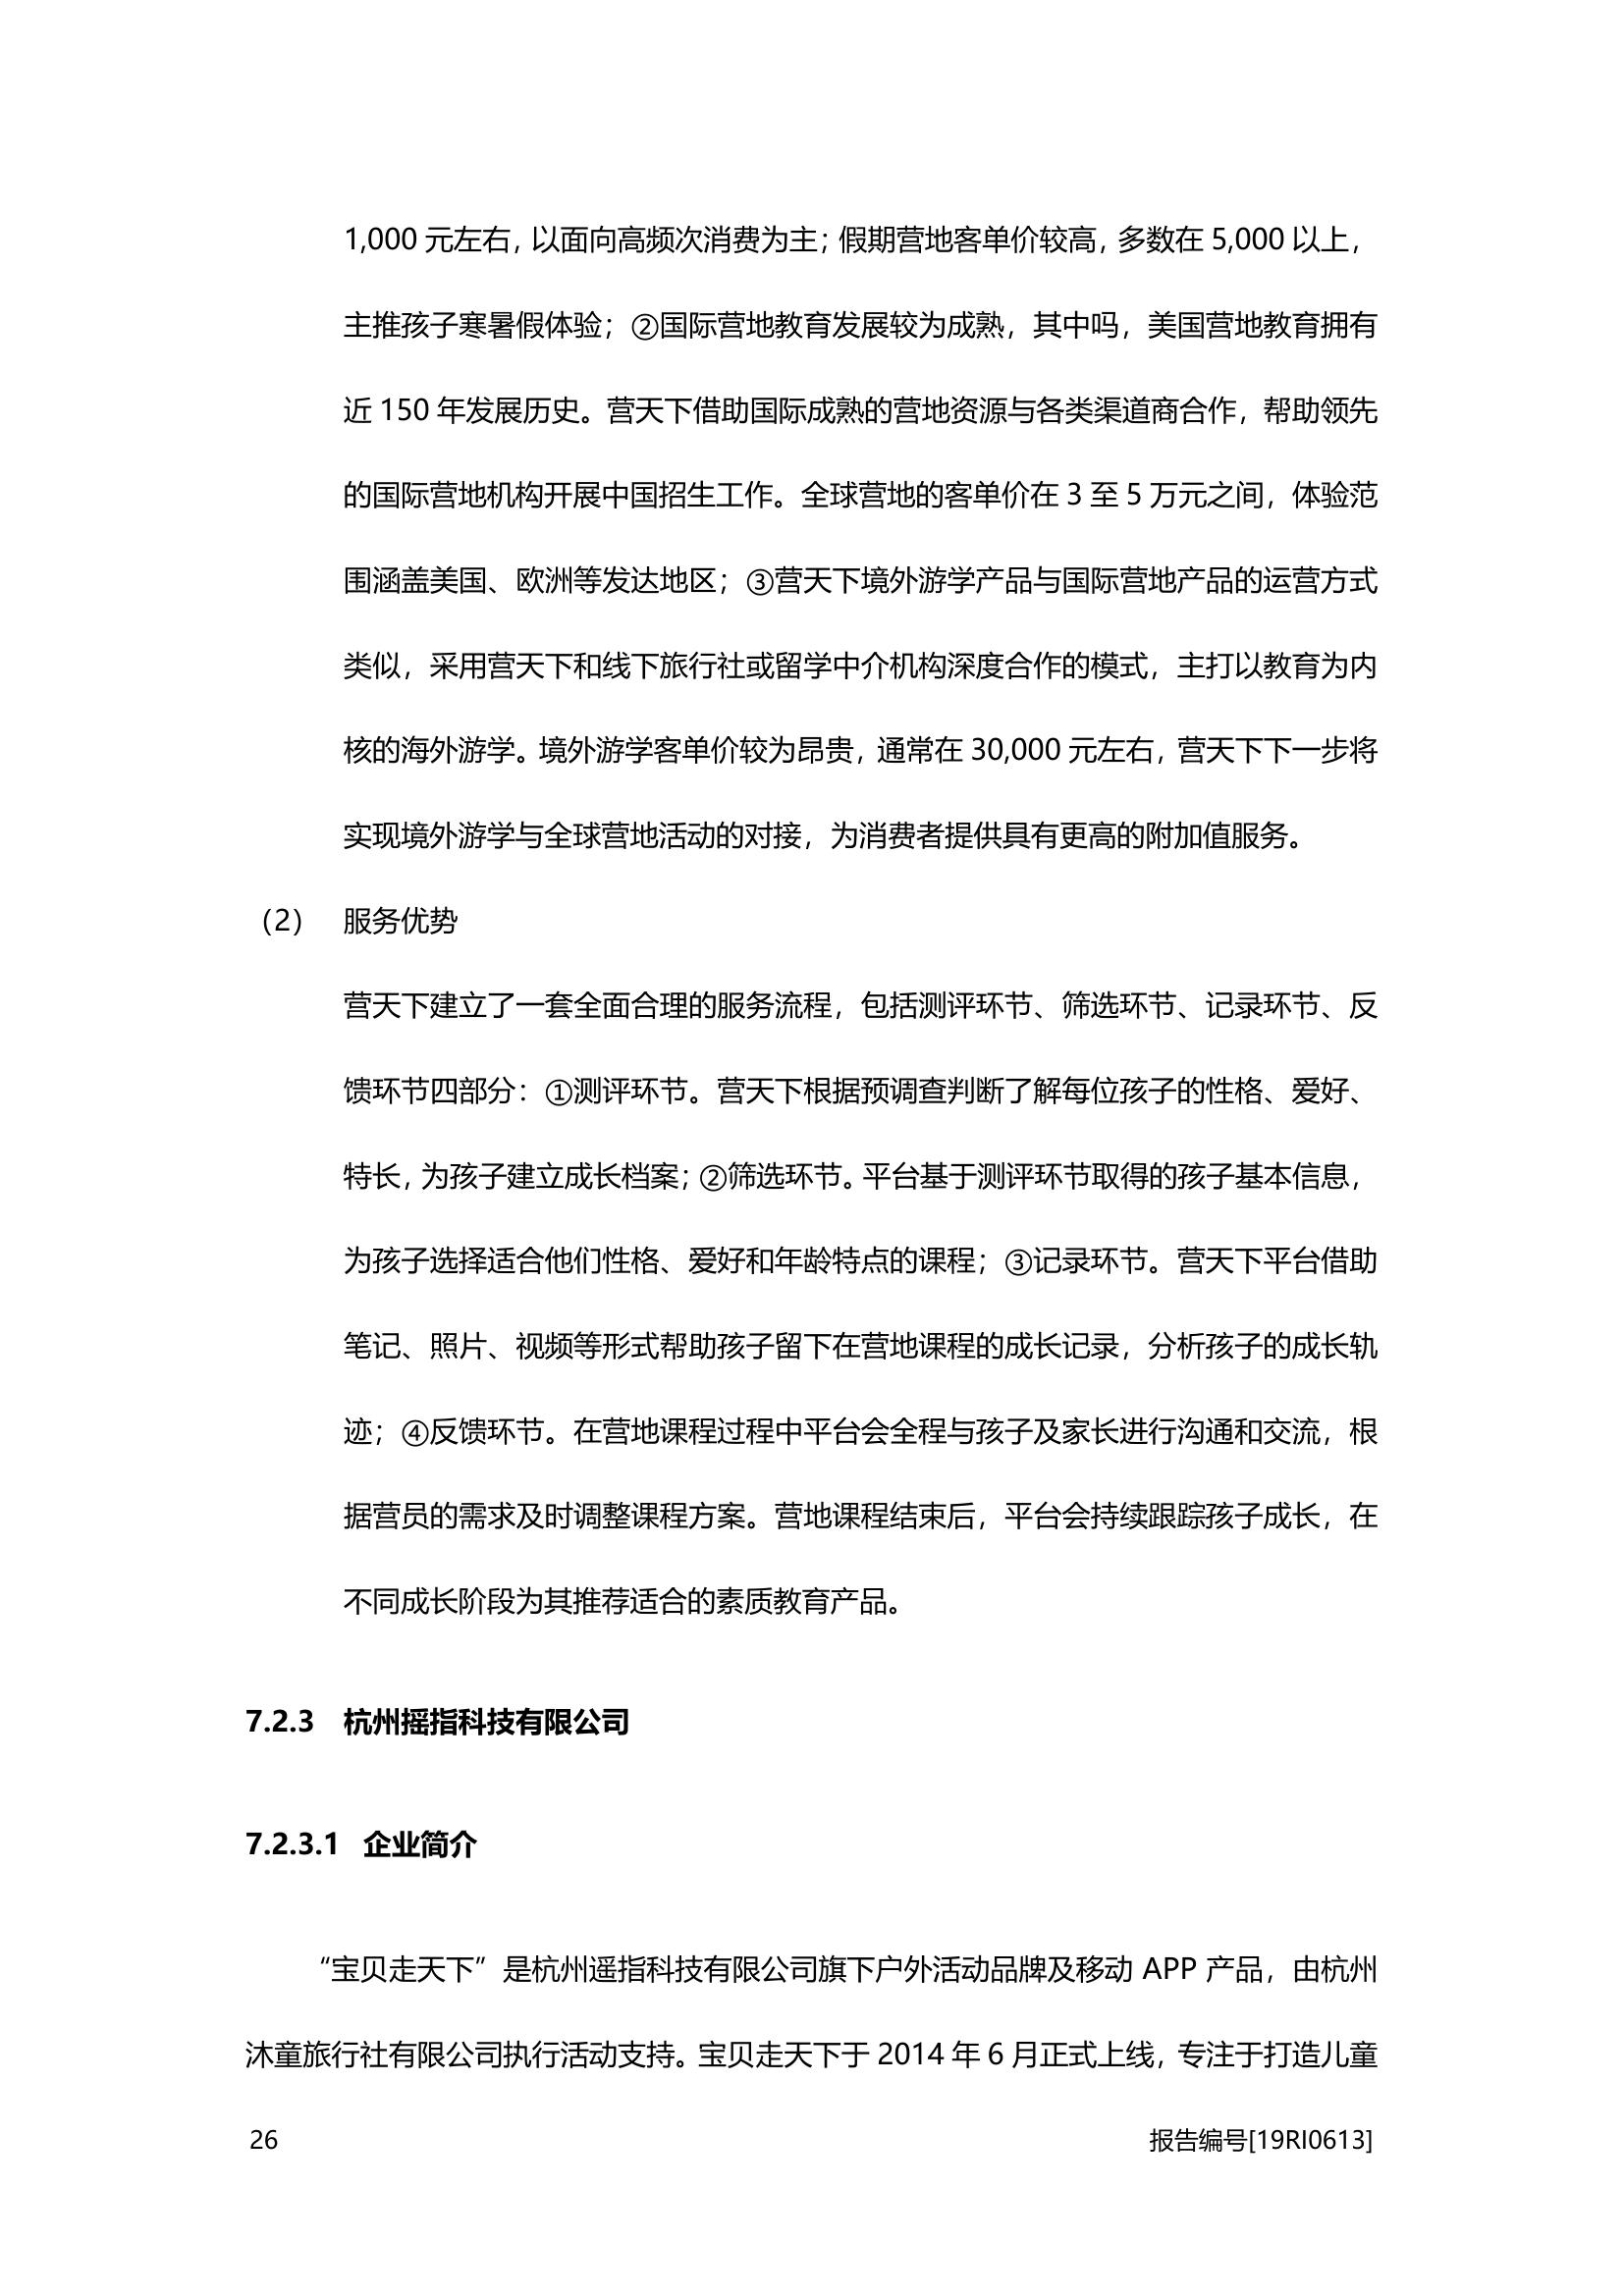 1,000 元左右，以面向高频次消费为主；假期营地客单价较高，多数在 5,000 以上，
主推孩子寒暑假体验；②国际营地教育发展较为成熟，其中吗，美国营地教育拥有
近 150 年发展历史。营天下借助国际成熟的营地资源与各类渠道商合作，帮助领先
的国际营地机构开展中国招生工作。全球营地的客单价在 3 至 5 万元之间，体验范
围涵盖美国、欧洲等发达地区；③营天下境外游学产品与国际营地产品的运营方式
类似，采用营天下和线下旅行社或留学中介机构深度合作的模式，主打以教育为内
核的海外游学。境外游学客单价较为昂贵，通常在 30,000 元左右，营天下下一步将
实现境外游学与全球营地活动的对接，为消费者提供具有更高的附加值服务。
（2） 服务优势
营天下建立了一套全面合理的服务流程，包括测评环节、筛选环节、记录环节、反
馈环节四部分：①测评环节。营天下根据预调查判断了解每位孩子的性格、爱好、
特长，为孩子建立成长档案；②筛选环节。平台基于测评环节取得的孩子基本信息，
为孩子选择适合他们性格、爱好和年龄特点的课程；③记录环节。营天下平台借助
笔记、照片、视频等形式帮助孩子留下在营地课程的成长记录，分析孩子的成长轨
迹；④反馈环节。在营地课程过程中平台会全程与孩子及家长进行沟通和交流，根
据营员的需求及时调整课程方案。营地课程结束后，平台会持续跟踪孩子成长，在
不同成长阶段为其推荐适合的素质教育产品。
7.2.3 杭州摇指科技有限公司
7.2.3.1 企业简介
“宝贝走天下”是杭州遥指科技有限公司旗下户外活动品牌及移动 APP 产品，由杭州
沐童旅行社有限公司执行活动支持。宝贝走天下于 2014 年 6 月正式上线，专注于打造儿童
26 报告编号[19RI0613]